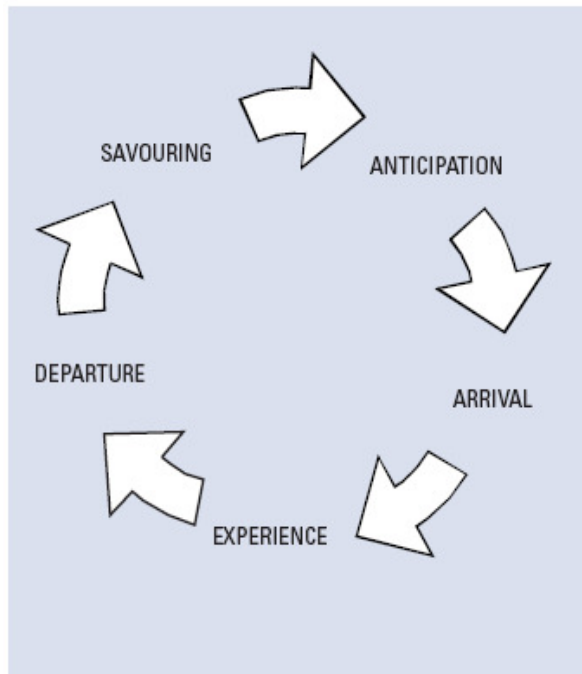 SAVOURING
ANTICIPATION
ARRIVAL
EXPERIENCE
DEPARTURE